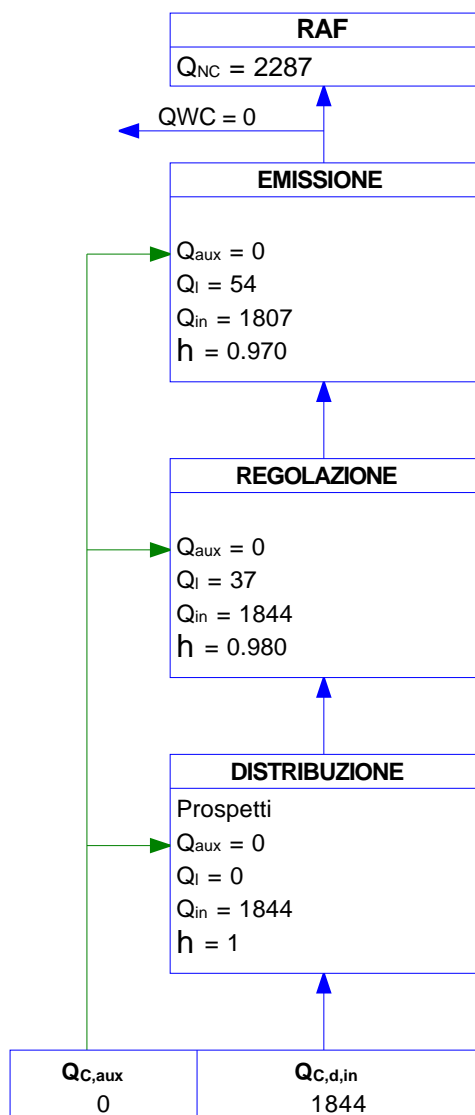 RAF
QNC = 2287
QWC = 0
EMISSIONE
Qaux = 0
Ql = 54
Qin = 1807
h = 0.970
REGOLAZIONE
Qaux = 0
Ql = 37
Qin = 1844
h = 0.980
DISTRIBUZIONE
Prospetti
Qaux = 0
Ql = 0
Qin = 1844
h = 1
QC,aux QC,d,in
0 1844